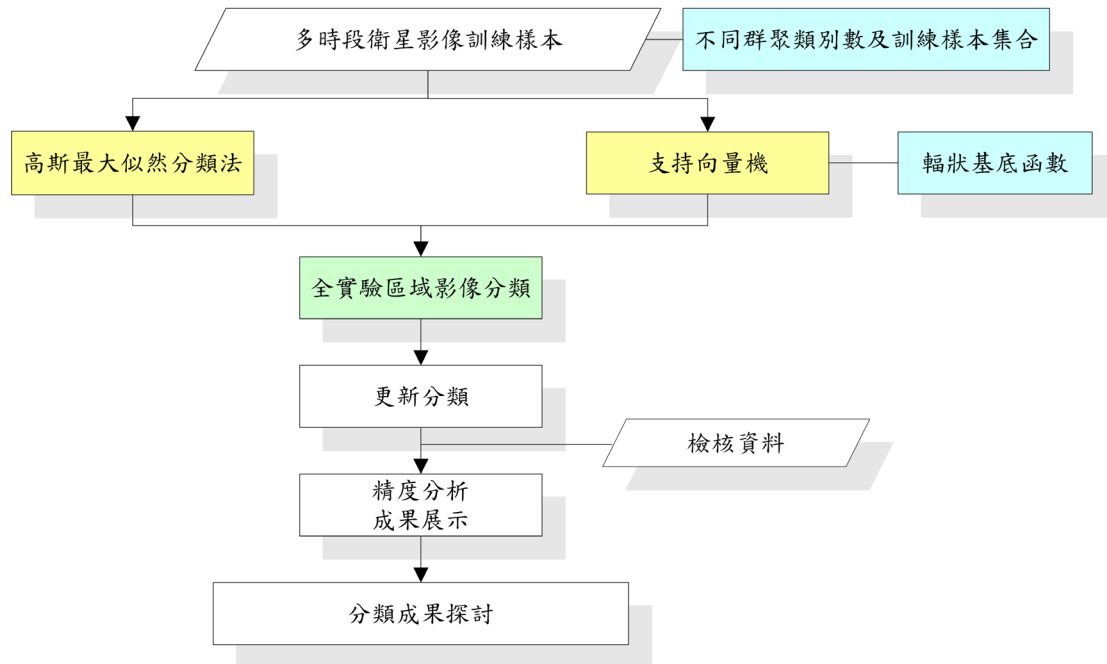 多時段衛星影像訓練樣本
不同群聚類別數及訓練樣本集合
高斯最大似然分類法
支持向量機
輻狀基底函數
全實驗區域影像分類
更新分類
檢核資料
精度分析
成果展示
分類成果探討